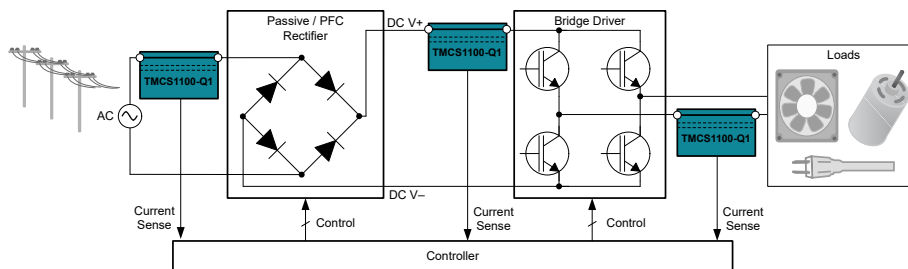 Passive / PFC
Rectifier
DC V+
Bridge Driver
TMCS1100-Q1
TMCS1100-Q1
Loads
AC
TMCS1100-Q1
DC V–
Current
Sense
Control
Current
Sense
Control
Current
Sense
Controller